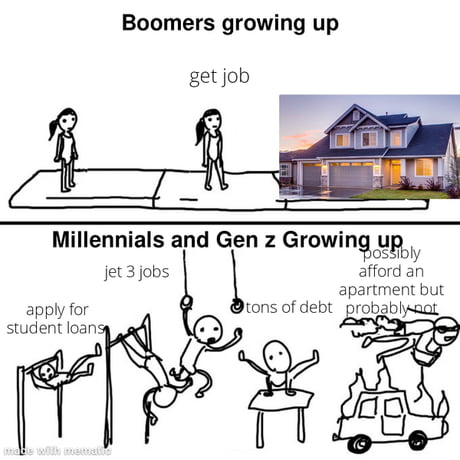 Boomers growing up
get job
Millennials and Gen z Growing up
possibly
afford an
apartment but
probably not
jet 3 jobs
tons of debt
apply for
student loans
made with mematic